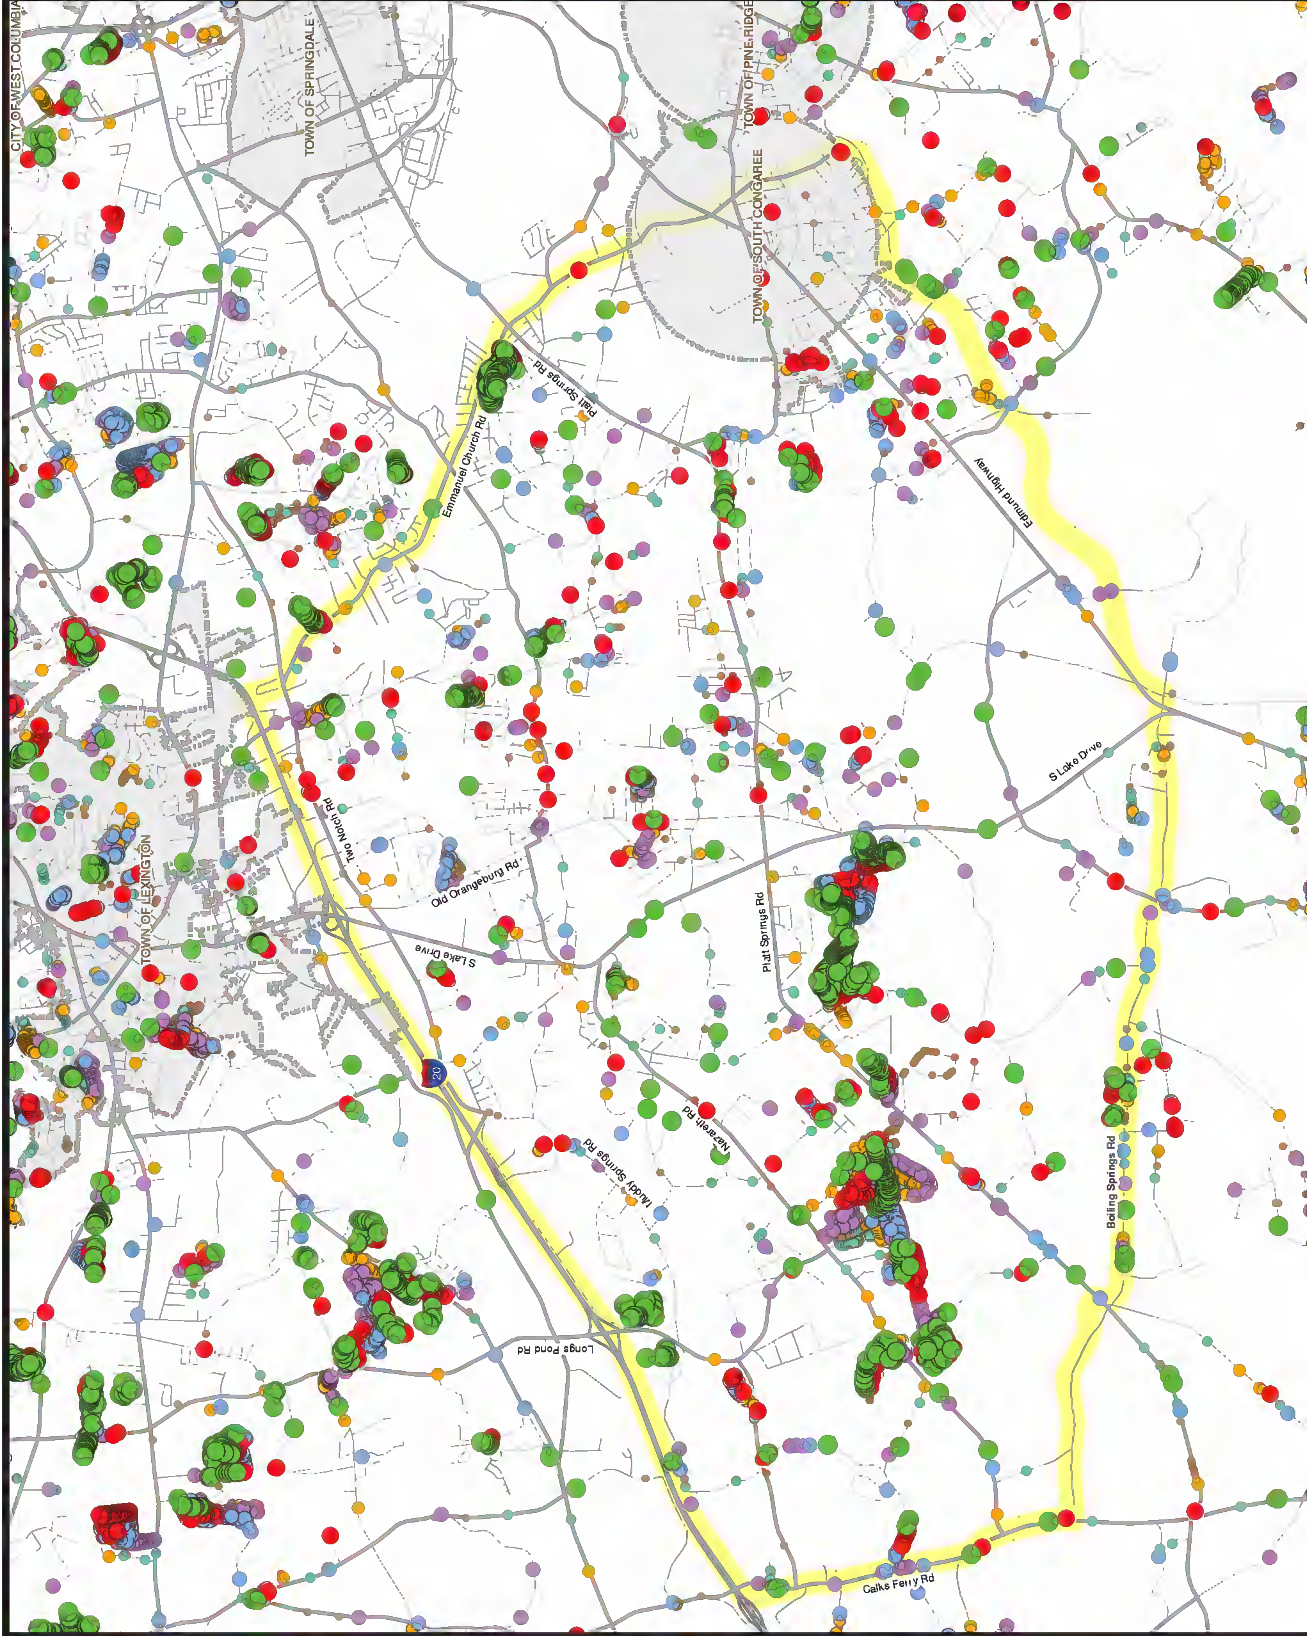 CITY OF WEST COLUMBIA
TOWN OF SPRINGDALE
TOWN OF PINE RIDGE
TOWN OF SOUTH CONGAREE
Platt Springs Rd
Emmanuel Church Rd
Edmund Highway
S Lake Drive
Two Notch Rd
TOWN OF LEXINGTON
Old Orangeburg Rd
S Lake Drive
Platt Springs Rd
20
Nazareth Rd
Muddy Springs Rd
Boiling Springs Rd
Longs Pond Rd
Calks Ferry Rd